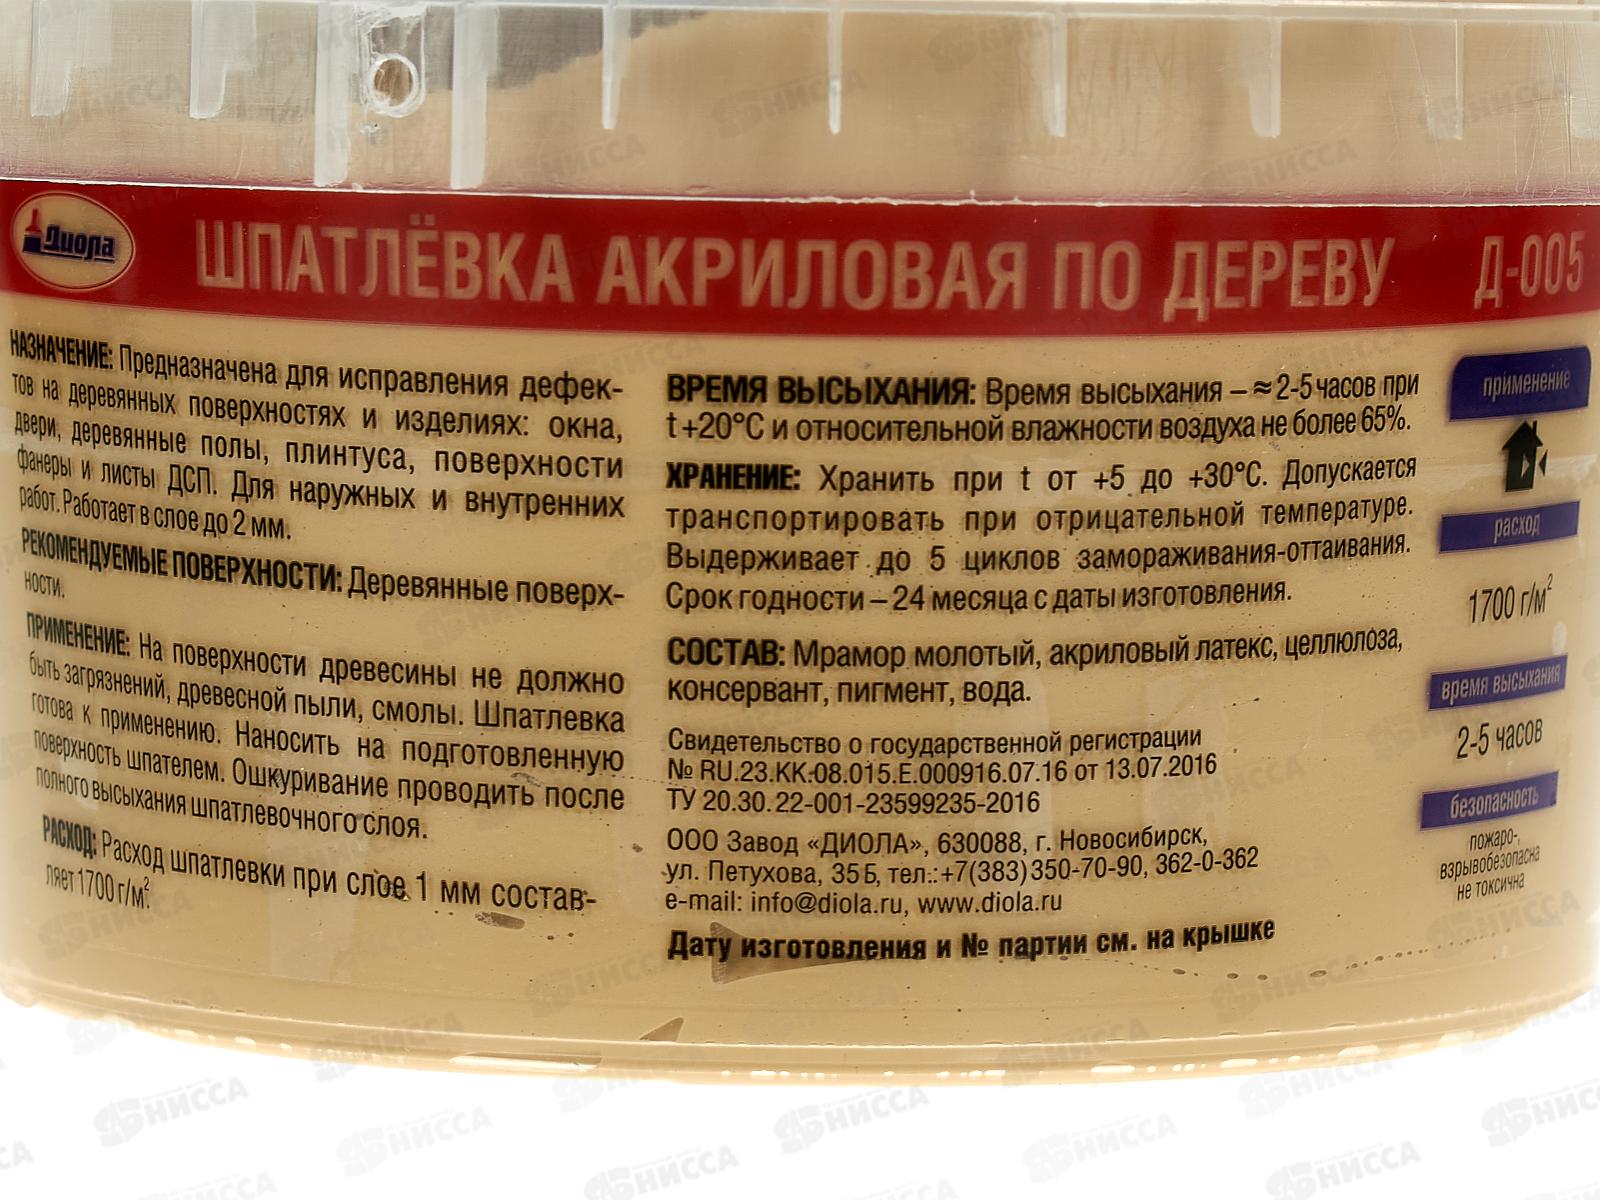 Диола
ШПАТЛЁВКА АКРИЛОВАЯ ПО ДЕРЕВУ Д-005
НАЗНАЧЕНИЕ: Предназначена для исправления дефек-
тов на деревянных поверхностях и изделиях: окна,
двери, деревянные полы, плинтуса, поверхности
фанеры и листы ДСП. Для наружных и внутренних
работ. Работает в слое до 2 мм.
РЕКОМЕНДУЕМЫЕ ПОВЕРХНОСТИ: Деревянные поверх-
ности.
ПРИМЕНЕНИЕ: На поверхности древесины не должно
быть загрязнений, древесной пыли, смолы. Шпатлевка
готова к применению. Наносить на подготовленную
поверхность шпателем. Ошкуривание проводить после
полного высыхания шпатлевочного слоя.
РАСХОД: Расход шпатлевки при слое 1 мм состав-
ляет 1700 г/м².
ВРЕМЯ ВЫСЫХАНИЯ: Время высыхания – ≈ 2-5 часов при
t +20°С и относительной влажности воздуха не более 65%.
ХРАНЕНИЕ: Хранить при t от +5 до +30°С. Допускается
транспортировать при отрицательной температуре.
Выдерживает до 5 циклов замораживания-оттаивания.
Срок годности – 24 месяца с даты изготовления.
СОСТАВ: Мрамор молотый, акриловый латекс, целлюлоза,
консервант, пигмент, вода.
Свидетельство о государственной регистрации
№ RU.23.KK.08.015.E.000916.07.16 от 13.07.2016
ТУ 20.30.22-001-23599235-2016
ООО Завод «ДИОЛА», 630088, г. Новосибирск,
ул. Петухова, 35 Б, тел.: +7(383) 350-70-90, 362-0-362
e-mail: info@diola.ru, www.diola.ru
Дату изготовления и № партии см. на крышке
применение
расход
1700 г/м²
время высыхания
2-5 часов
безопасность
пожаро-,
взрывобезопасна
не токсична
НИССА